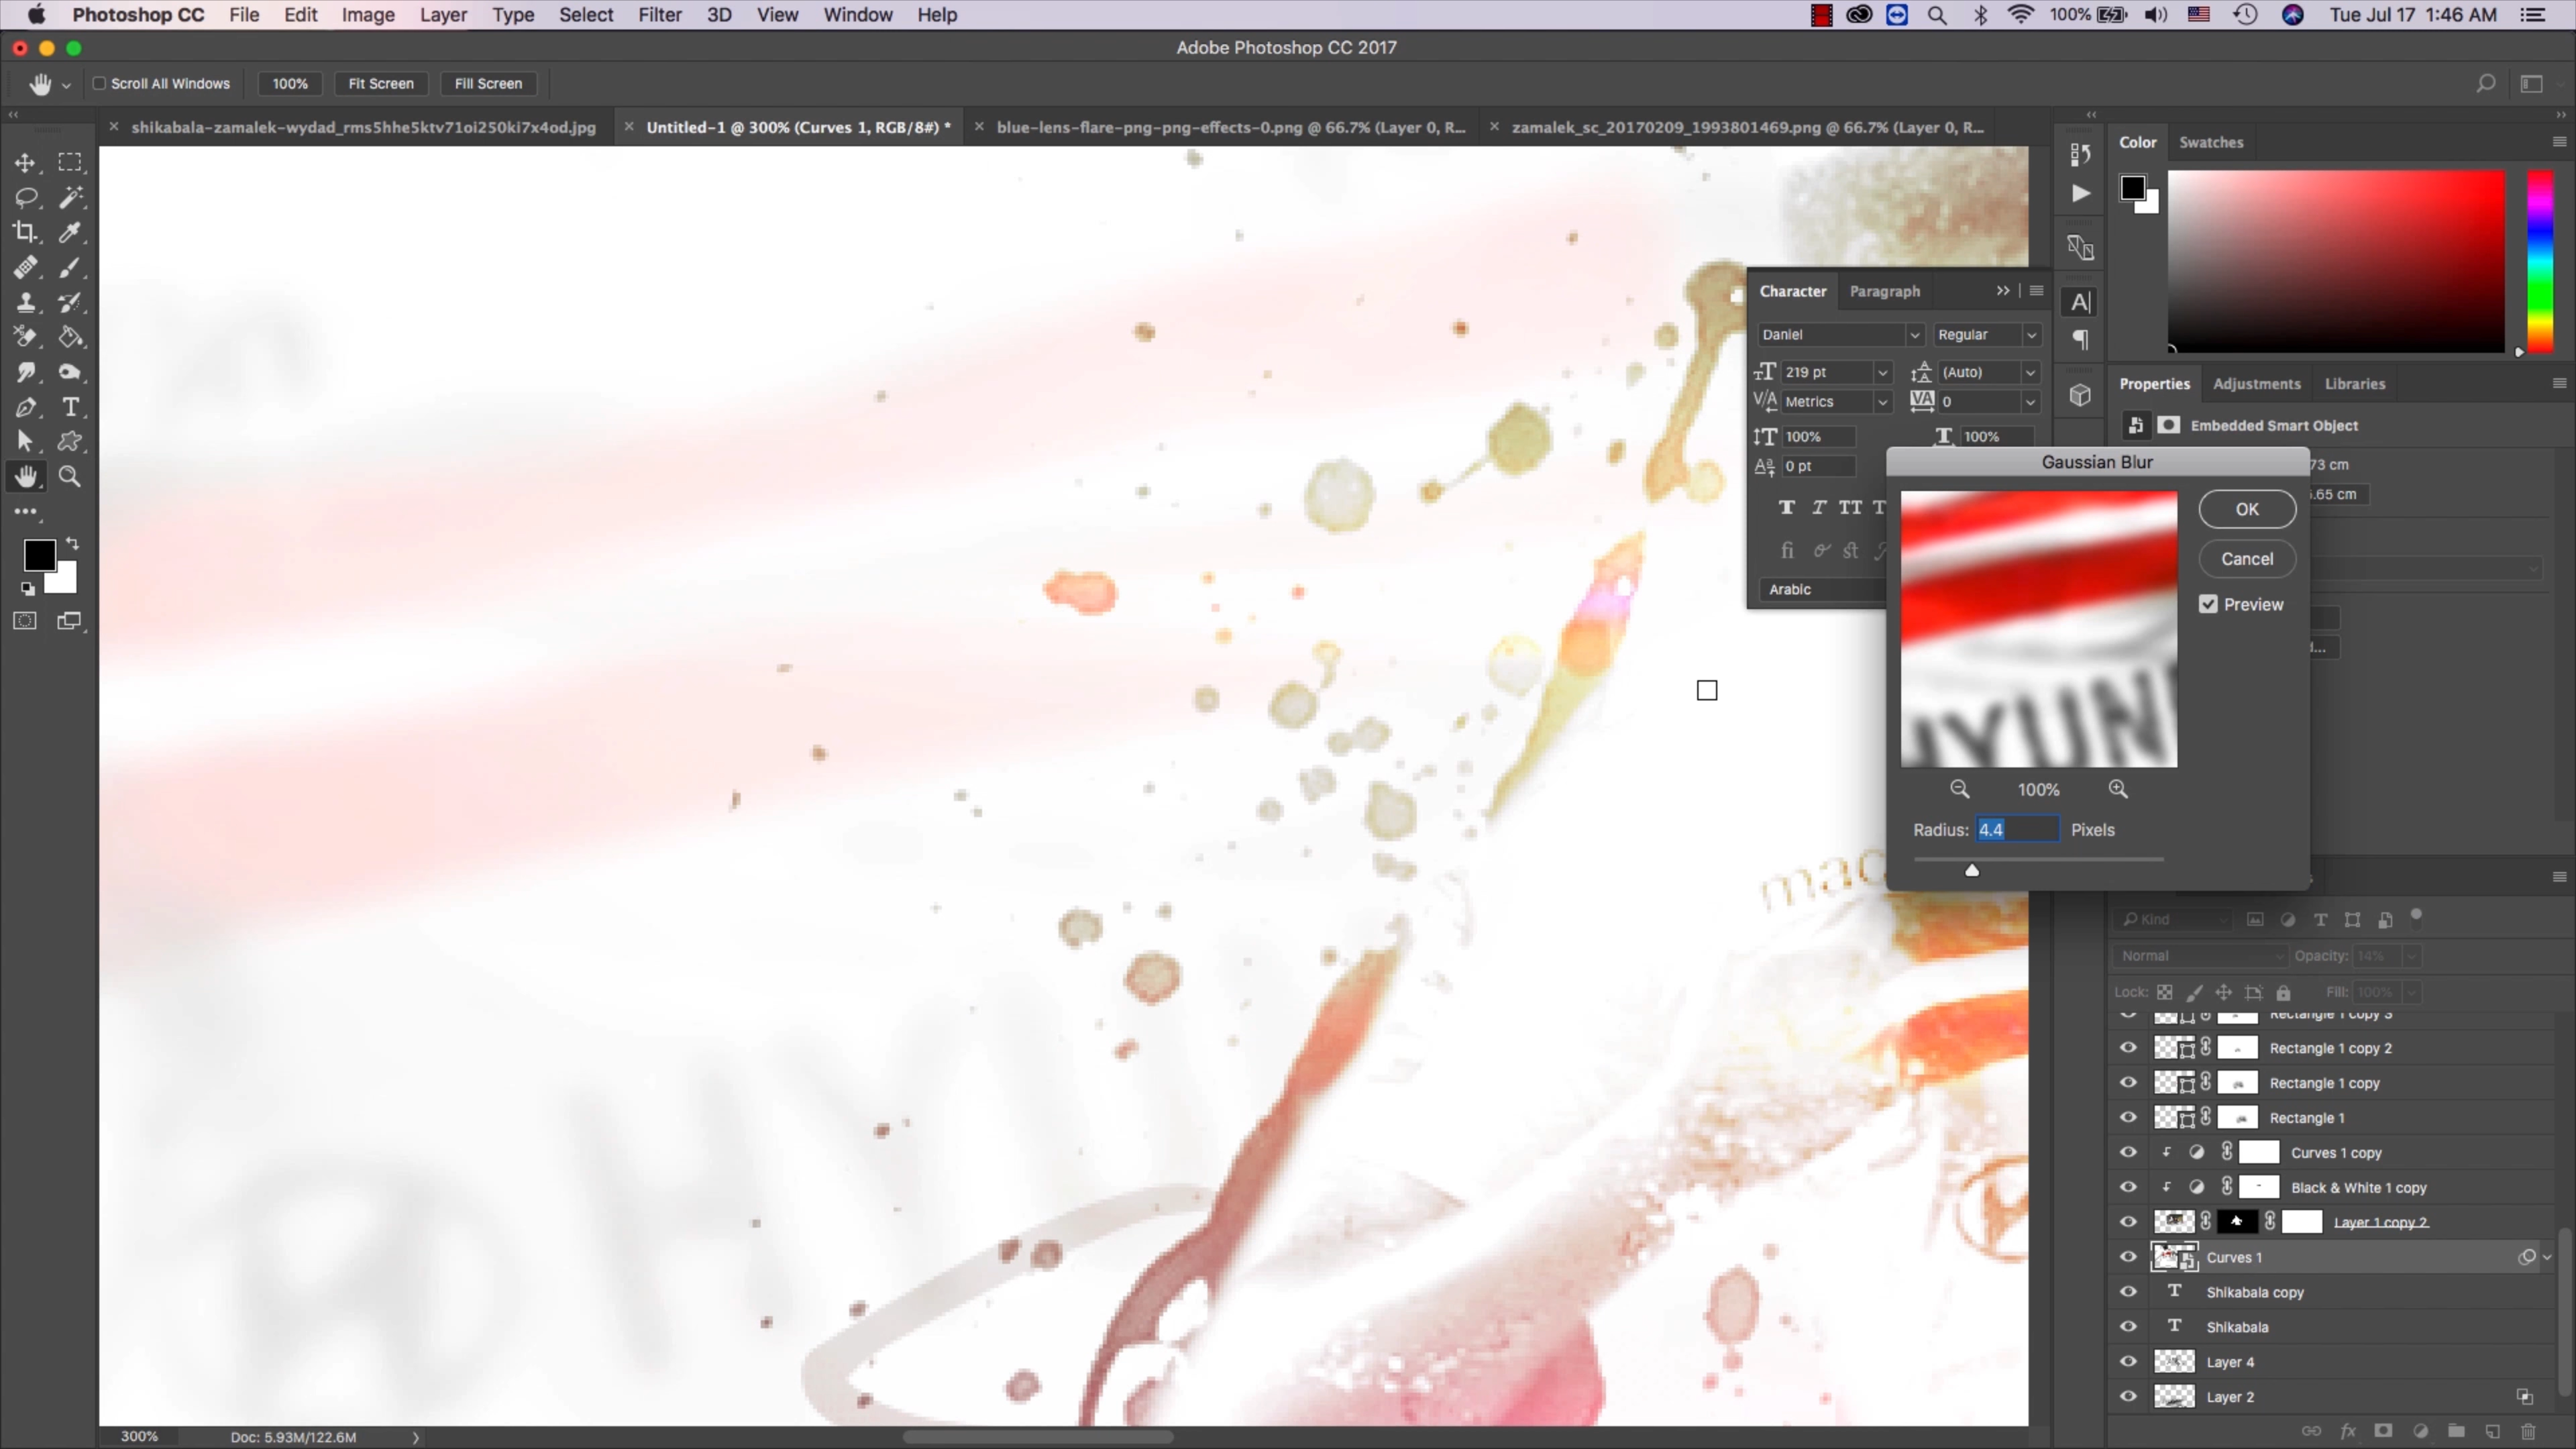 Photoshop CC File Edit Image Layer Type Select Filter 3D View Window Help 100% Tue Jul 17 1:46 AM
Adobe Photoshop CC 2017
Scroll All Windows 100% Fit Screen Fill Screen
shikabala-zamalek-wydad_rms5hhe5ktv71oi250ki7x4od.jpg Untitled-1 @ 300% (Curves 1, RGB/8#) * blue-lens-flare-png-png-effects-0.png @ 66.7% (Layer 0, R... zamalek_sc_20170209_1993801469.png @ 66.7% (Layer 0, R...
Color Swatches
Character Paragraph
Daniel Regular
219 pt (Auto)
Metrics 0
100% 100%
0 pt
Arabic
Properties Adjustments Libraries
Embedded Smart Object
73 cm
.65 cm
Gaussian Blur
OK
Cancel
Preview
HYUN
100%
Radius: 4.4 Pixels
mac
HYU
Kind
Normal Opacity: 14%
Lock: Fill: 100%
Rectangle 1 copy 3
Rectangle 1 copy 2
Rectangle 1 copy
Rectangle 1
Curves 1 copy
Black & White 1 copy
Layer 1 copy 2
Curves 1
Shikabala copy
Shikabala
Layer 4
Layer 2
300% Doc: 5.93M/122.6M